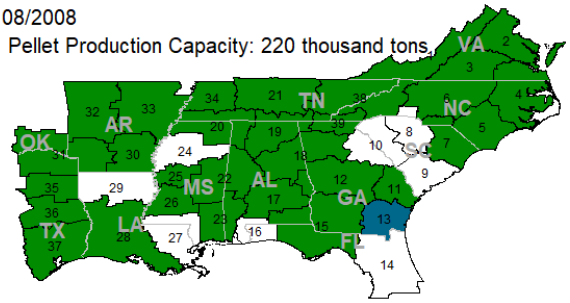 08/2008
Pellet Production Capacity: 220 thousand tons
VA 2
3
32 33 34 21 TN 38 6 NC 4
AR 20 19 39 8 5
OK 31 30 24 18 10 SC 7
35 29 25 22 AL 12 9
26 MS 17 GA 11
36 LA 23 13
TX 28 27 16 15 FL
37 14